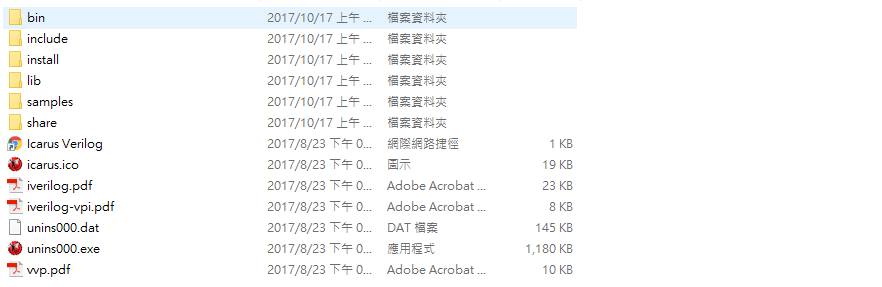 bin 2017/10/17 上午 ... 檔案資料夾
include 2017/10/17 上午 ... 檔案資料夾
install 2017/10/17 上午 ... 檔案資料夾
lib 2017/10/17 上午 ... 檔案資料夾
samples 2017/10/17 上午 ... 檔案資料夾
share 2017/10/17 上午 ... 檔案資料夾
Icarus Verilog 2017/8/23 下午 0... 網際網路捷徑 1 KB
icarus.ico 2017/8/23 下午 0... 圖示 19 KB
iverilog.pdf 2017/8/23 下午 0... Adobe Acrobat ... 23 KB
iverilog-vpi.pdf 2017/8/23 下午 0... Adobe Acrobat ... 8 KB
unins000.dat 2017/8/23 下午 0... DAT 檔案 145 KB
unins000.exe 2017/8/23 下午 0... 應用程式 1,180 KB
vvp.pdf 2017/8/23 下午 0... Adobe Acrobat ... 10 KB